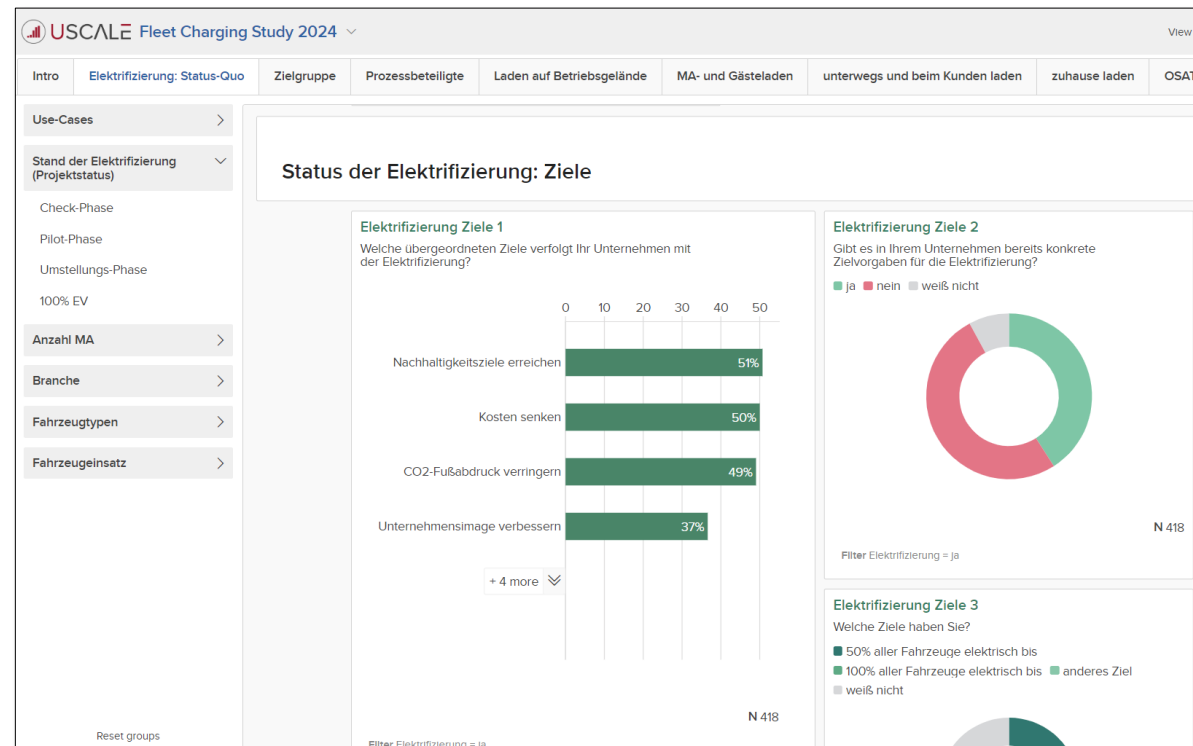 USCALE Fleet Charging Study 2024
View
Intro Elektrifizierung: Status-Quo Zielgruppe Prozessbeteiligte Laden auf Betriebsgelände MA- und Gästeladen unterwegs und beim Kunden laden zuhause laden OSAT
Use-Cases
Stand der Elektrifizierung
(Projektstatus)
Check-Phase
Pilot-Phase
Umstellungs-Phase
100% EV
Anzahl MA
Branche
Fahrzeugtypen
Fahrzeugeinsatz
Reset groups
Status der Elektrifizierung: Ziele
Elektrifizierung Ziele 1
Welche übergeordneten Ziele verfolgt Ihr Unternehmen mit
der Elektrifizierung?
0 10 20 30 40 50
Nachhaltigkeitsziele erreichen 51%
Kosten senken 50%
CO2-Fußabdruck verringern 49%
Unternehmensimage verbessern 37%
+ 4 more
N 418
Filter Elektrifizierung = ja
Elektrifizierung Ziele 2
Gibt es in Ihrem Unternehmen bereits konkrete
Zielvorgaben für die Elektrifizierung?
ja nein weiß nicht
N 418
Filter Elektrifizierung = ja
Elektrifizierung Ziele 3
Welche Ziele haben Sie?
50% aller Fahrzeuge elektrisch bis
100% aller Fahrzeuge elektrisch bis anderes Ziel
weiß nicht